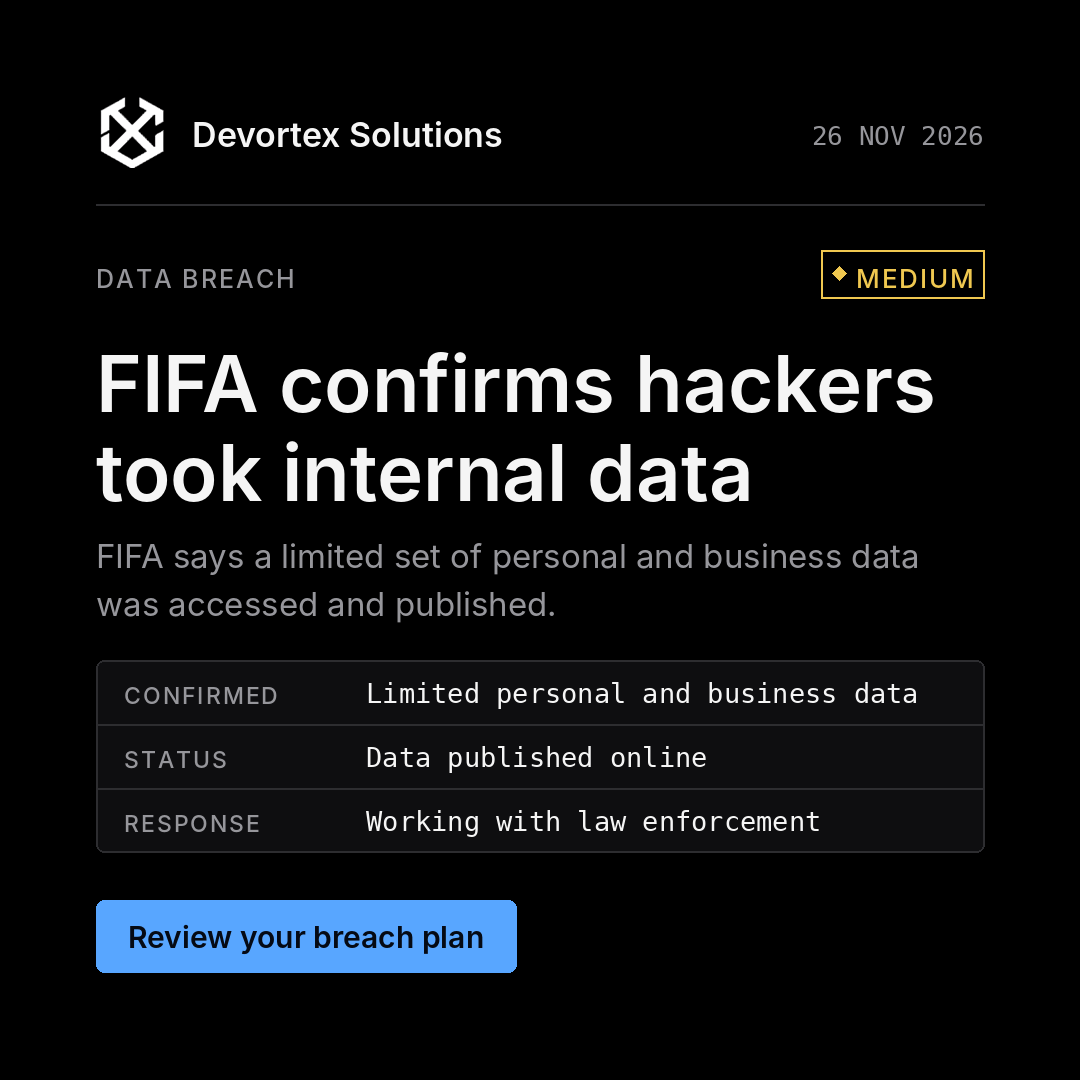 Devortex Solutions
26 NOV 2026
DATA BREACH
MEDIUM
FIFA confirms hackers
took internal data
FIFA says a limited set of personal and business data
was accessed and published.
CONFIRMED Limited personal and business data
STATUS Data published online
RESPONSE Working with law enforcement
Review your breach plan